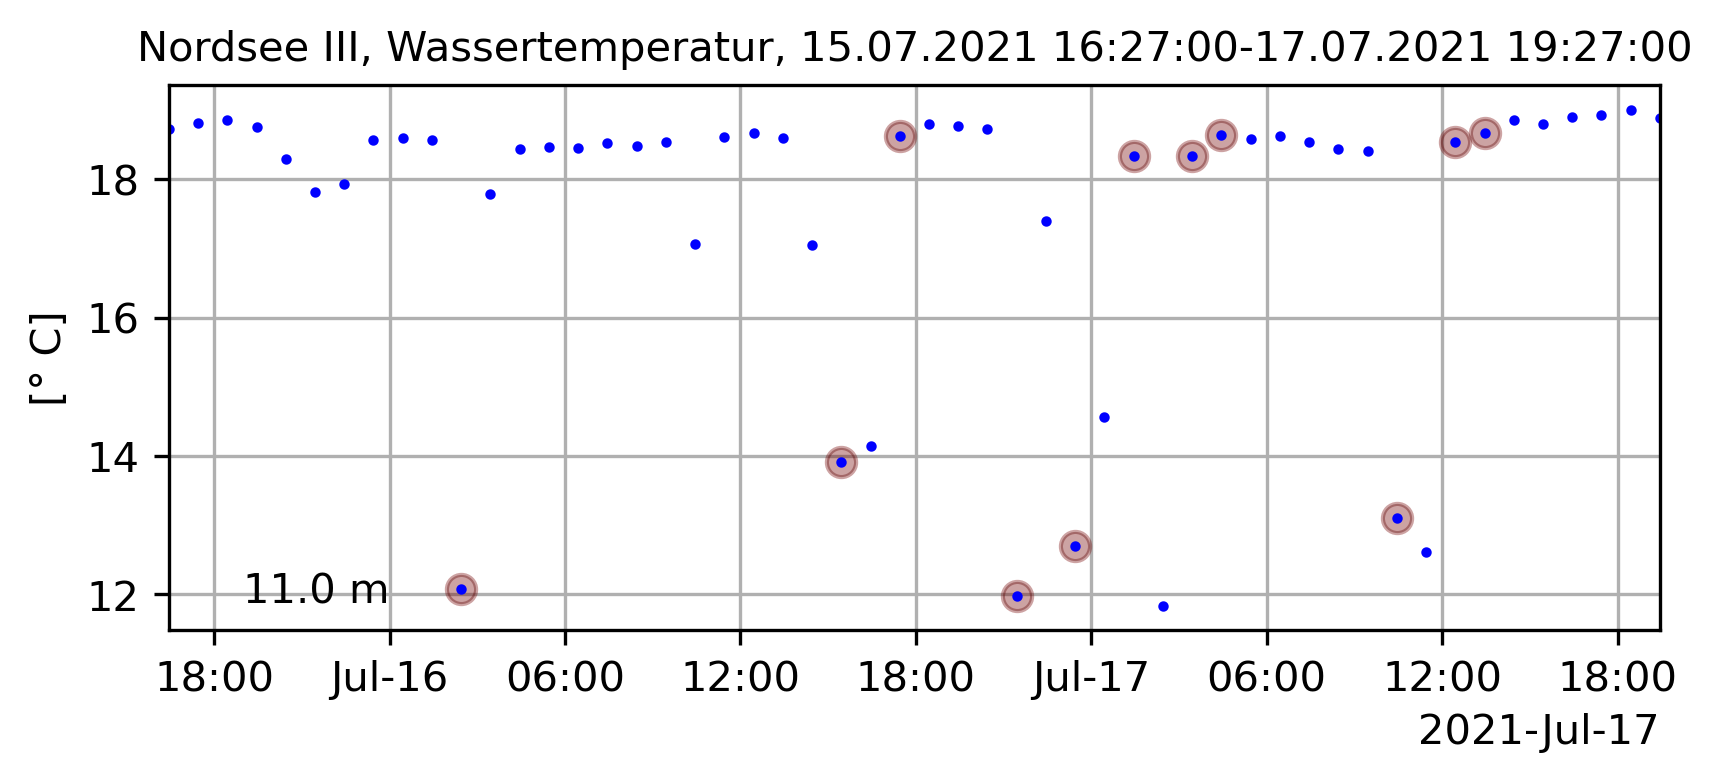 Nordsee III, Wassertemperatur, 15.07.2021 16:27:00-17.07.2021 19:27:00
[° C]
18
16
14
12
11.0 m
18:00 Jul-16 06:00 12:00 18:00 Jul-17 06:00 12:00 18:00
2021-Jul-17